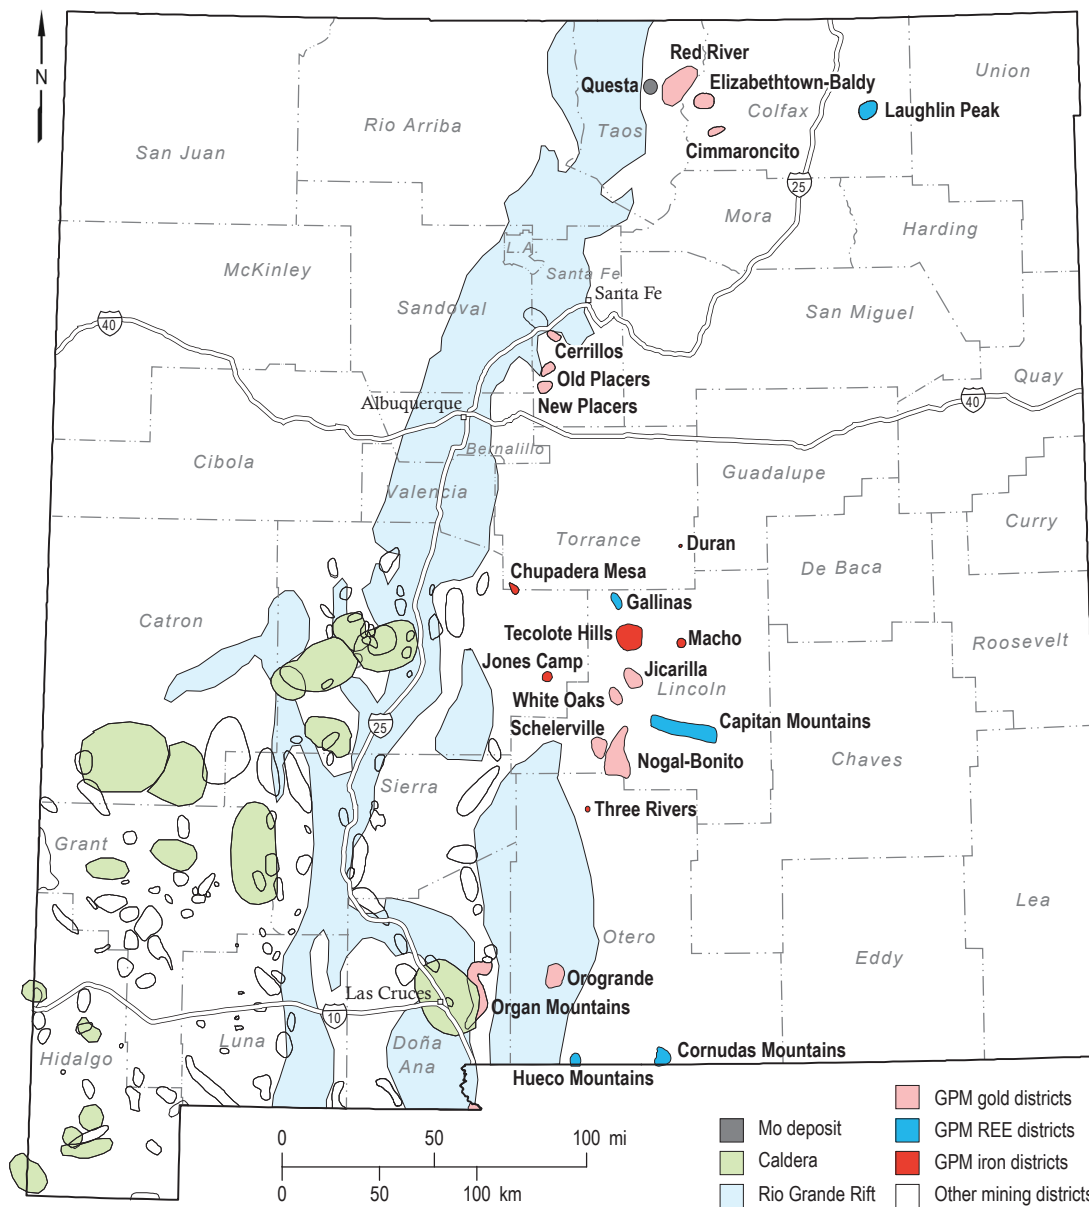 N
Red River
Questa
Elizabethtown-Baldy
Union
Colfax
Laughlin Peak
Rio Arriba
Taos
San Juan
Cimmaroncito
25
Mora
Harding
L.A.
McKinley
Santa Fe
Sandoval
Santa Fe
40
San Miguel
Cerrillos
Old Placers
Quay
Albuquerque
New Placers
40
Bernalillo
Cibola
Guadalupe
Valencia
Curry
Torrance
Duran
De Baca
Chupadera Mesa
Gallinas
Catron
Tecolote Hills
Macho
Roosevelt
Jones Camp
Jicarilla
Lincoln
White Oaks
Capitan Mountains
25
Schelerville
Nogal-Bonito
Chaves
Sierra
Three Rivers
Grant
Lea
Otero
Eddy
Orogrande
Las Cruces
Organ Mountains
10
Luna
Doña
Ana
Hidalgo
Cornudas Mountains
Hueco Mountains
GPM gold districts
Mo deposit
GPM REE districts
Caldera
GPM iron districts
Rio Grande Rift
Other mining districts
0 50 100 mi
0 50 100 km